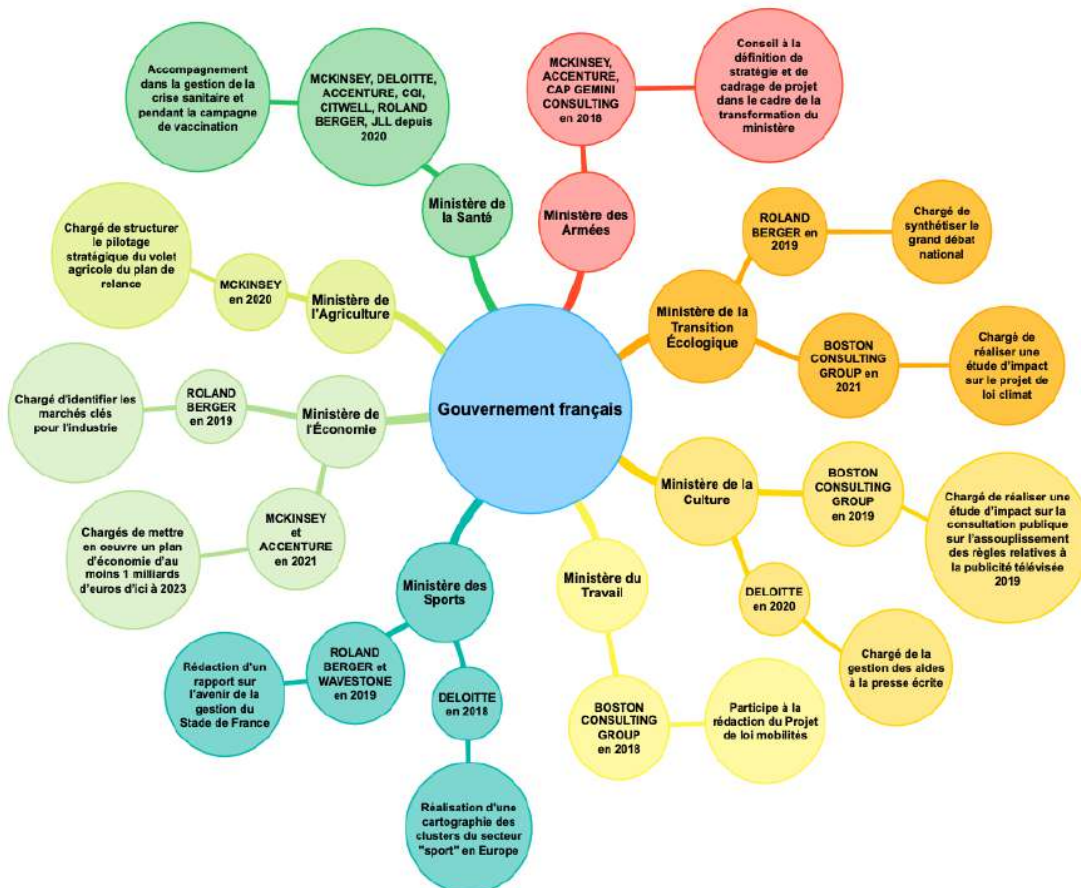 Gouvernement français
Accompagnement
dans la gestion de la
crise sanitaire et
pendant la campagne
de vaccination
MCKINSEY, DELOITTE,
ACCENTURE, CGI,
CITWELL, ROLAND
BERGER, JLL depuis
2020
Ministère de
la Santé
MCKINSEY,
ACCENTURE,
CAP GEMINI
CONSULTING
en 2018
Conseil à la
définition de
stratégie et de
cadrage de projet
dans le cadre de la
transformation du
ministère
Ministère des
Armées
ROLAND
BERGER en
2019
Chargé de
synthétiser le
grand débat
national
Ministère de la
Transition
Écologique
BOSTON
CONSULTING
GROUP en
2021
Chargé de
réaliser une
étude d'impact
sur le projet de
loi climat
Ministère de la
Culture
BOSTON
CONSULTING
GROUP en
2019
Chargé de réaliser une
étude d'impact sur la
consultation publique
sur l'assouplissement
des règles relatives à
la publicité télévisée
2019
DELOITTE
en 2020
Chargé de la
gestion des aides
à la presse écrite
Ministère du
Travail
BOSTON
CONSULTING
GROUP
en 2018
Participe à la
rédaction du Projet
de loi mobilités
Ministère des
Sports
ROLAND
BERGER et
WAVESTONE
en 2019
Rédaction d'un
rapport sur
l'avenir de la
gestion du
Stade de France
DELOITTE
en 2018
Réalisation d'une
cartographie des
clusters du secteur
"sport" en Europe
Ministère de
l'Économie
ROLAND
BERGER
en 2019
Chargé d'identifier les
marchés clés
pour l'industrie
MCKINSEY
et
ACCENTURE
en 2021
Chargés de mettre
en oeuvre un plan
d'économie d'au
moins 1 milliards
d'euros d'ici à 2023
Ministère de
l'Agriculture
MCKINSEY
en 2020
Chargé de structurer
le pilotage
stratégique du volet
agricole du plan de
relance